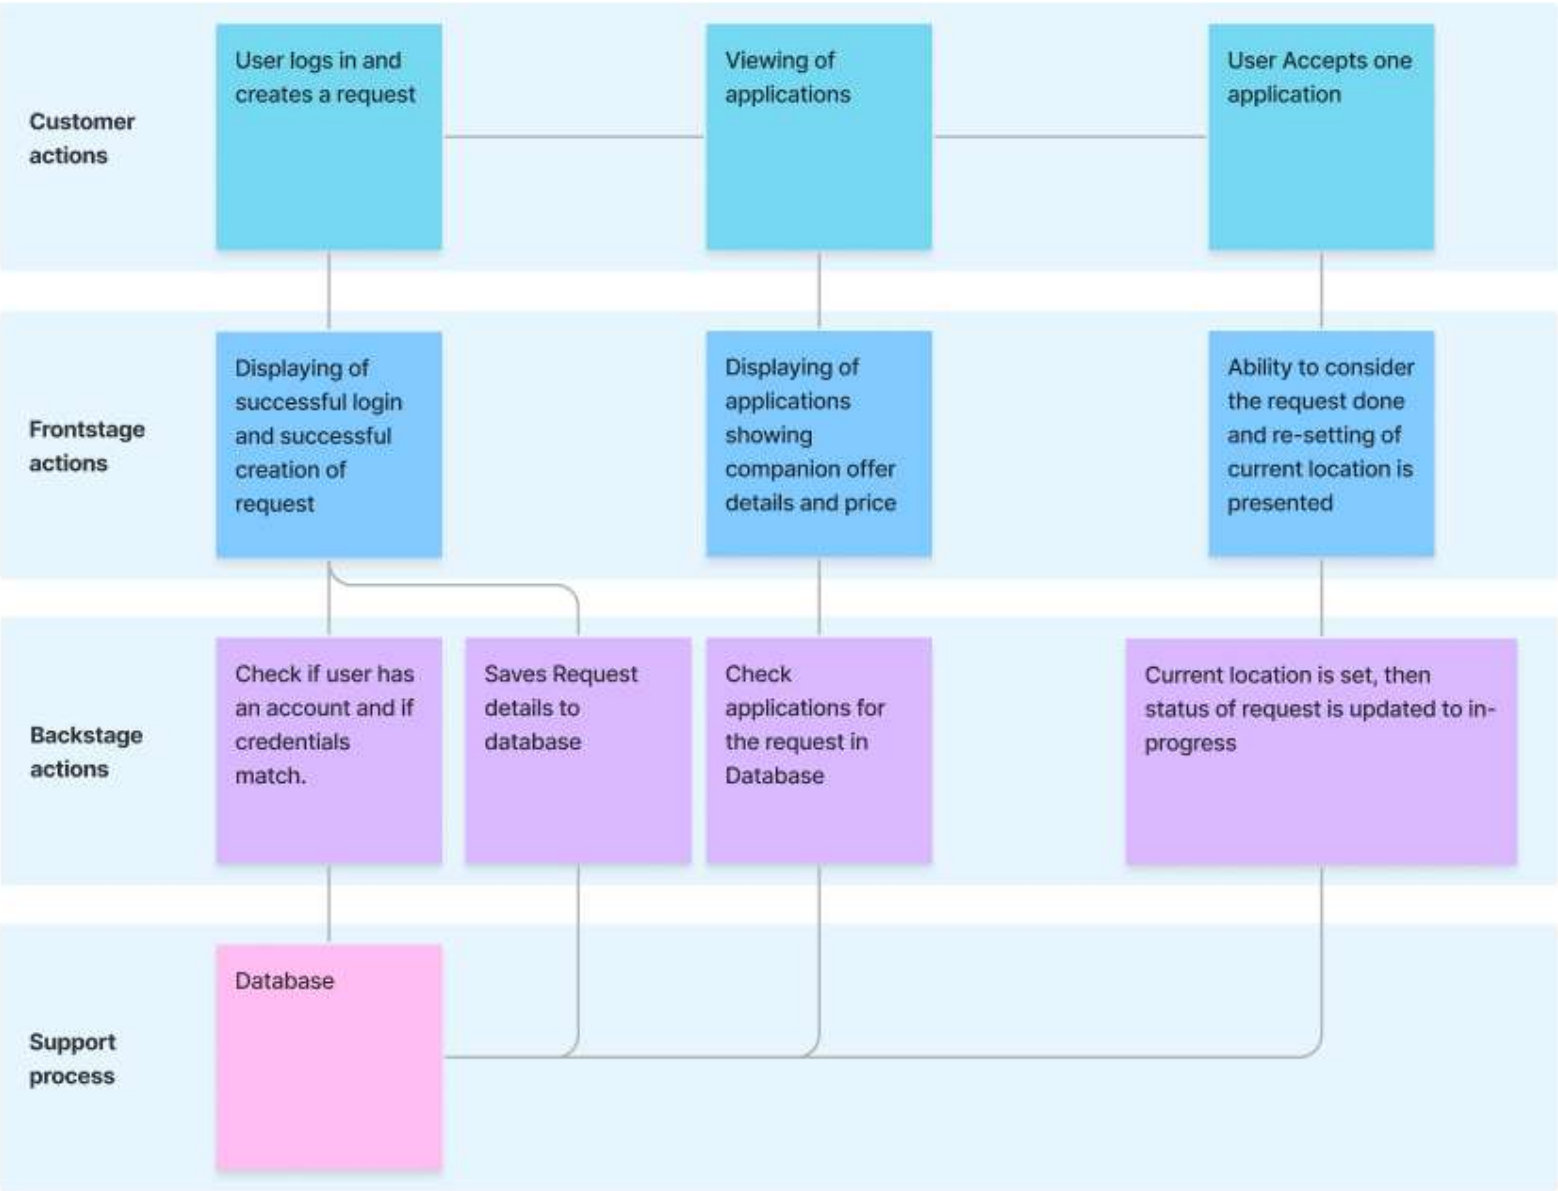 Customer
actions
User logs in and
creates a request
Viewing of
applications
User Accepts one
application
Frontstage
actions
Displaying of
successful login
and successful
creation of
request
Displaying of
applications
showing
companion offer
details and price
Ability to consider
the request done
and re-setting of
current location is
presented
Backstage
actions
Check if user has
an account and if
credentials
match.
Saves Request
details to
database
Check
applications for
the request in
Database
Current location is set, then
status of request is updated to in-
progress
Support
process
Database